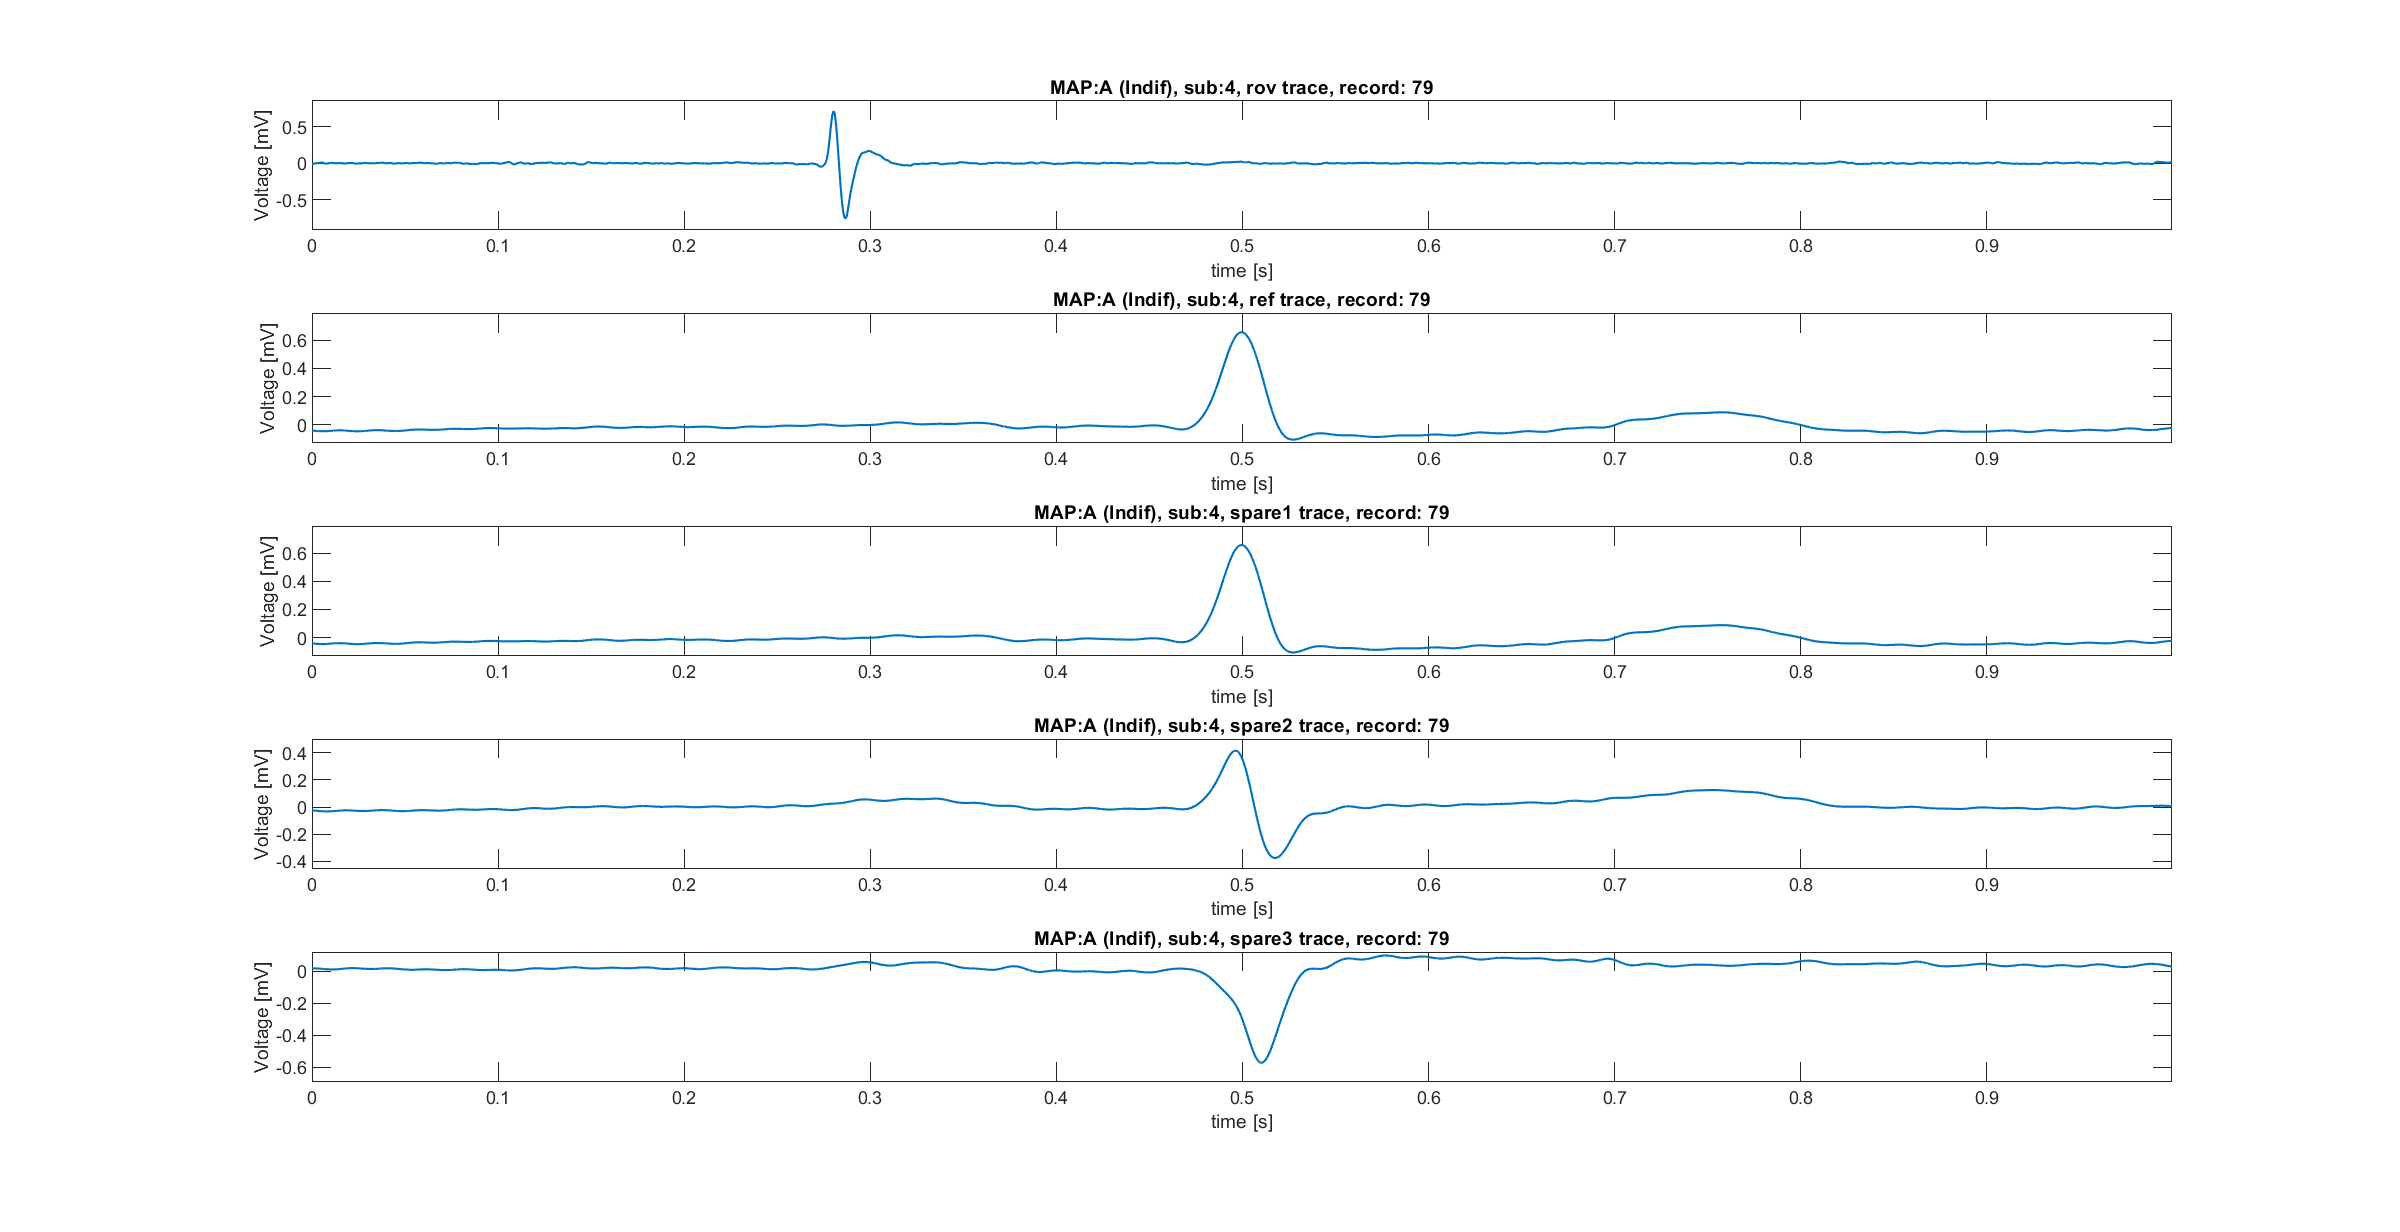 MAP:A (Indif), sub:4, rov trace, record: 79
Voltage [mV]
0.5
0
-0.5
0 0.1 0.2 0.3 0.4 0.5 0.6 0.7 0.8 0.9
time [s]
MAP:A (Indif), sub:4, ref trace, record: 79
Voltage [mV]
0.6
0.4
0.2
0
0 0.1 0.2 0.3 0.4 0.5 0.6 0.7 0.8 0.9
time [s]
MAP:A (Indif), sub:4, spare1 trace, record: 79
Voltage [mV]
0.6
0.4
0.2
0
0 0.1 0.2 0.3 0.4 0.5 0.6 0.7 0.8 0.9
time [s]
MAP:A (Indif), sub:4, spare2 trace, record: 79
Voltage [mV]
0.4
0.2
0
-0.2
-0.4
0 0.1 0.2 0.3 0.4 0.5 0.6 0.7 0.8 0.9
time [s]
MAP:A (Indif), sub:4, spare3 trace, record: 79
Voltage [mV]
0
-0.2
-0.4
-0.6
0 0.1 0.2 0.3 0.4 0.5 0.6 0.7 0.8 0.9
time [s]